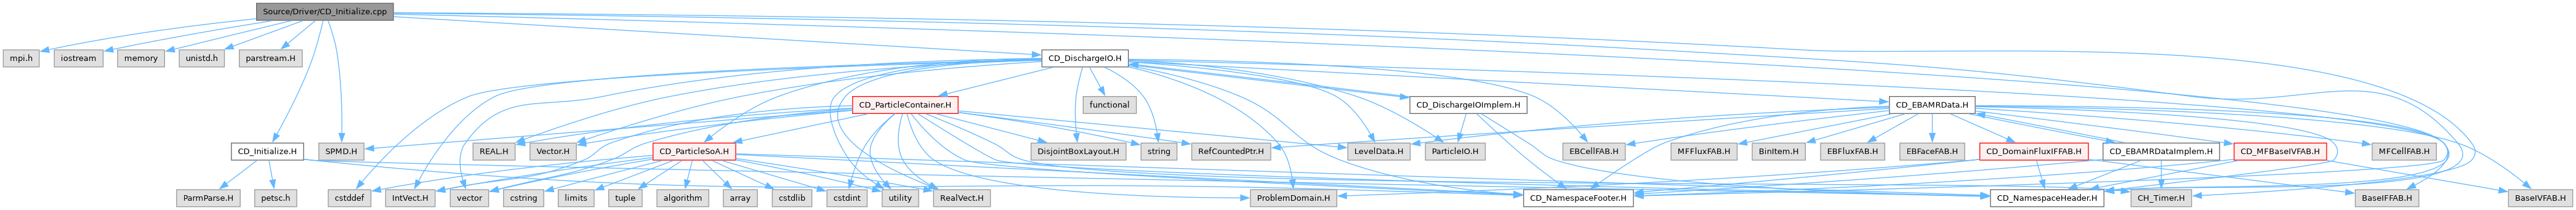 Source/Driver/CD_Initialize.cpp
mpi.h
iostream
memory
unistd.h
parstream.H
CD_DischargeIO.H
CD_ParticleContainer.H
functional
CD_DischargeIOImplem.H
CD_EBAMRData.H
CD_Initialize.H
SPMD.H
REAL.H
Vector.H
CD_ParticleSoA.H
DisjointBoxLayout.H
string
RefCountedPtr.H
LevelData.H
ParticleIO.H
EBCellFAB.H
MFFluxFAB.H
BinItem.H
EBFluxFAB.H
EBFaceFAB.H
CD_DomainFluxIFFAB.H
CD_EBAMRDataImplem.H
CD_MFBaseIVFAB.H
MFCellFAB.H
ParmParse.H
petsc.h
cstddef
IntVect.H
vector
cstring
limits
tuple
algorithm
array
cstdlib
cstdint
utility
RealVect.H
ProblemDomain.H
CD_NamespaceFooter.H
CD_NamespaceHeader.H
CH_Timer.H
BaseIFFAB.H
BaseIVFAB.H